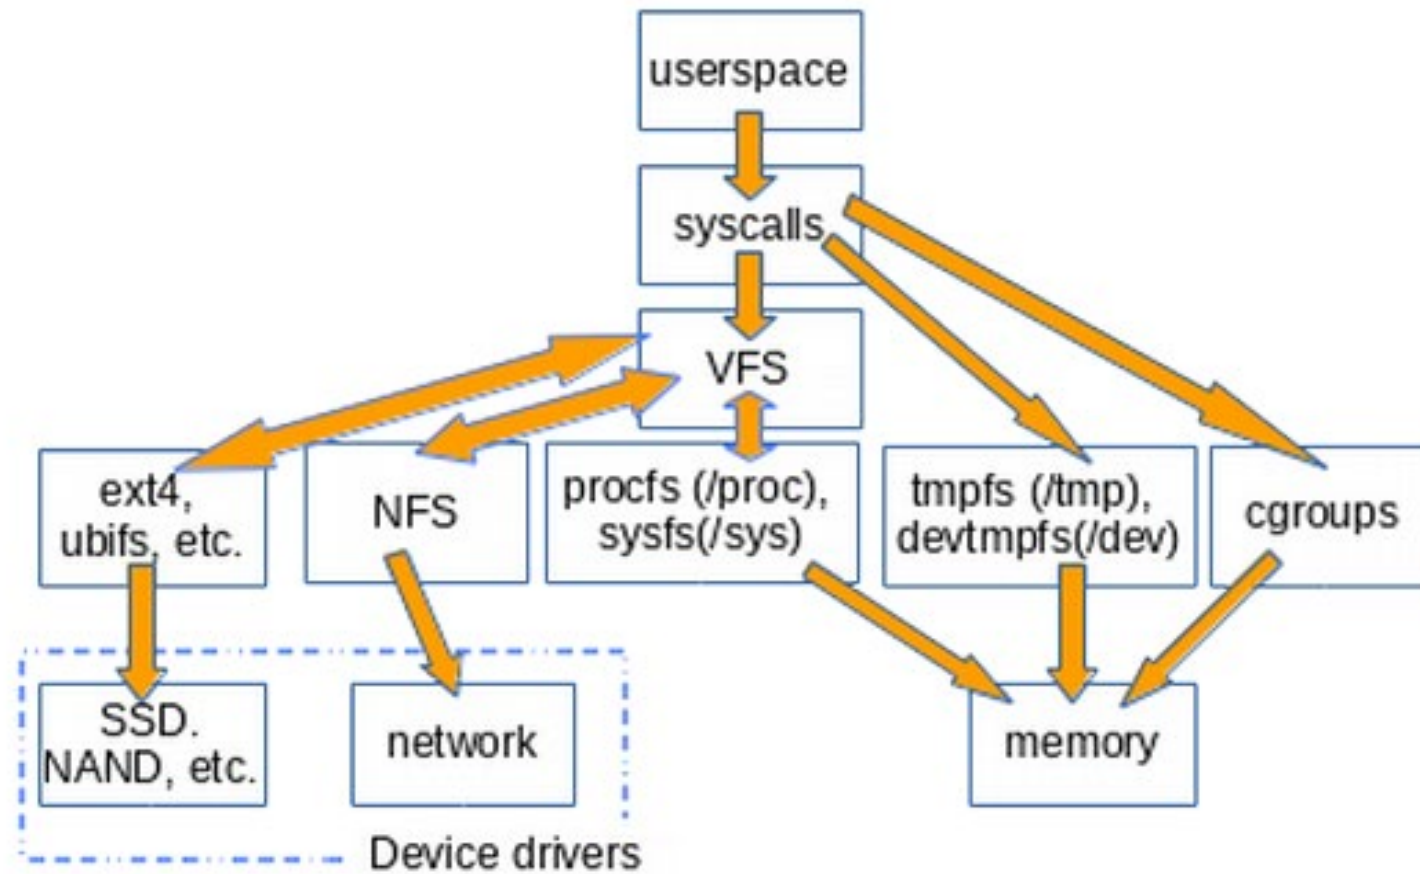 userspace
syscalls
VFS
ext4,
ubifs, etc.
NFS
procfs (/proc),
sysfs(/sys)
tmpfs (/tmp),
devtmpfs(/dev)
cgroups
SSD.
NAND, etc.
network
memory
Device drivers